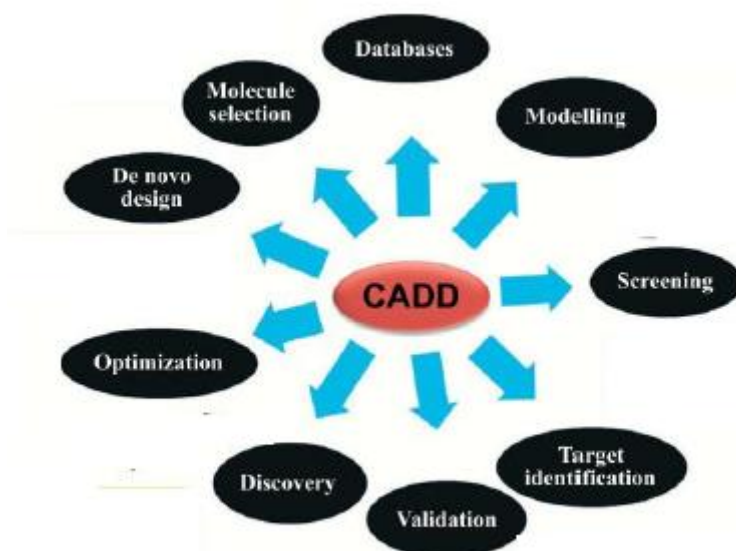 Databases
Molecule
selection
Modelling
De novo
design
CADD
Screening
Optimization
Target
identification
Discovery
Validation